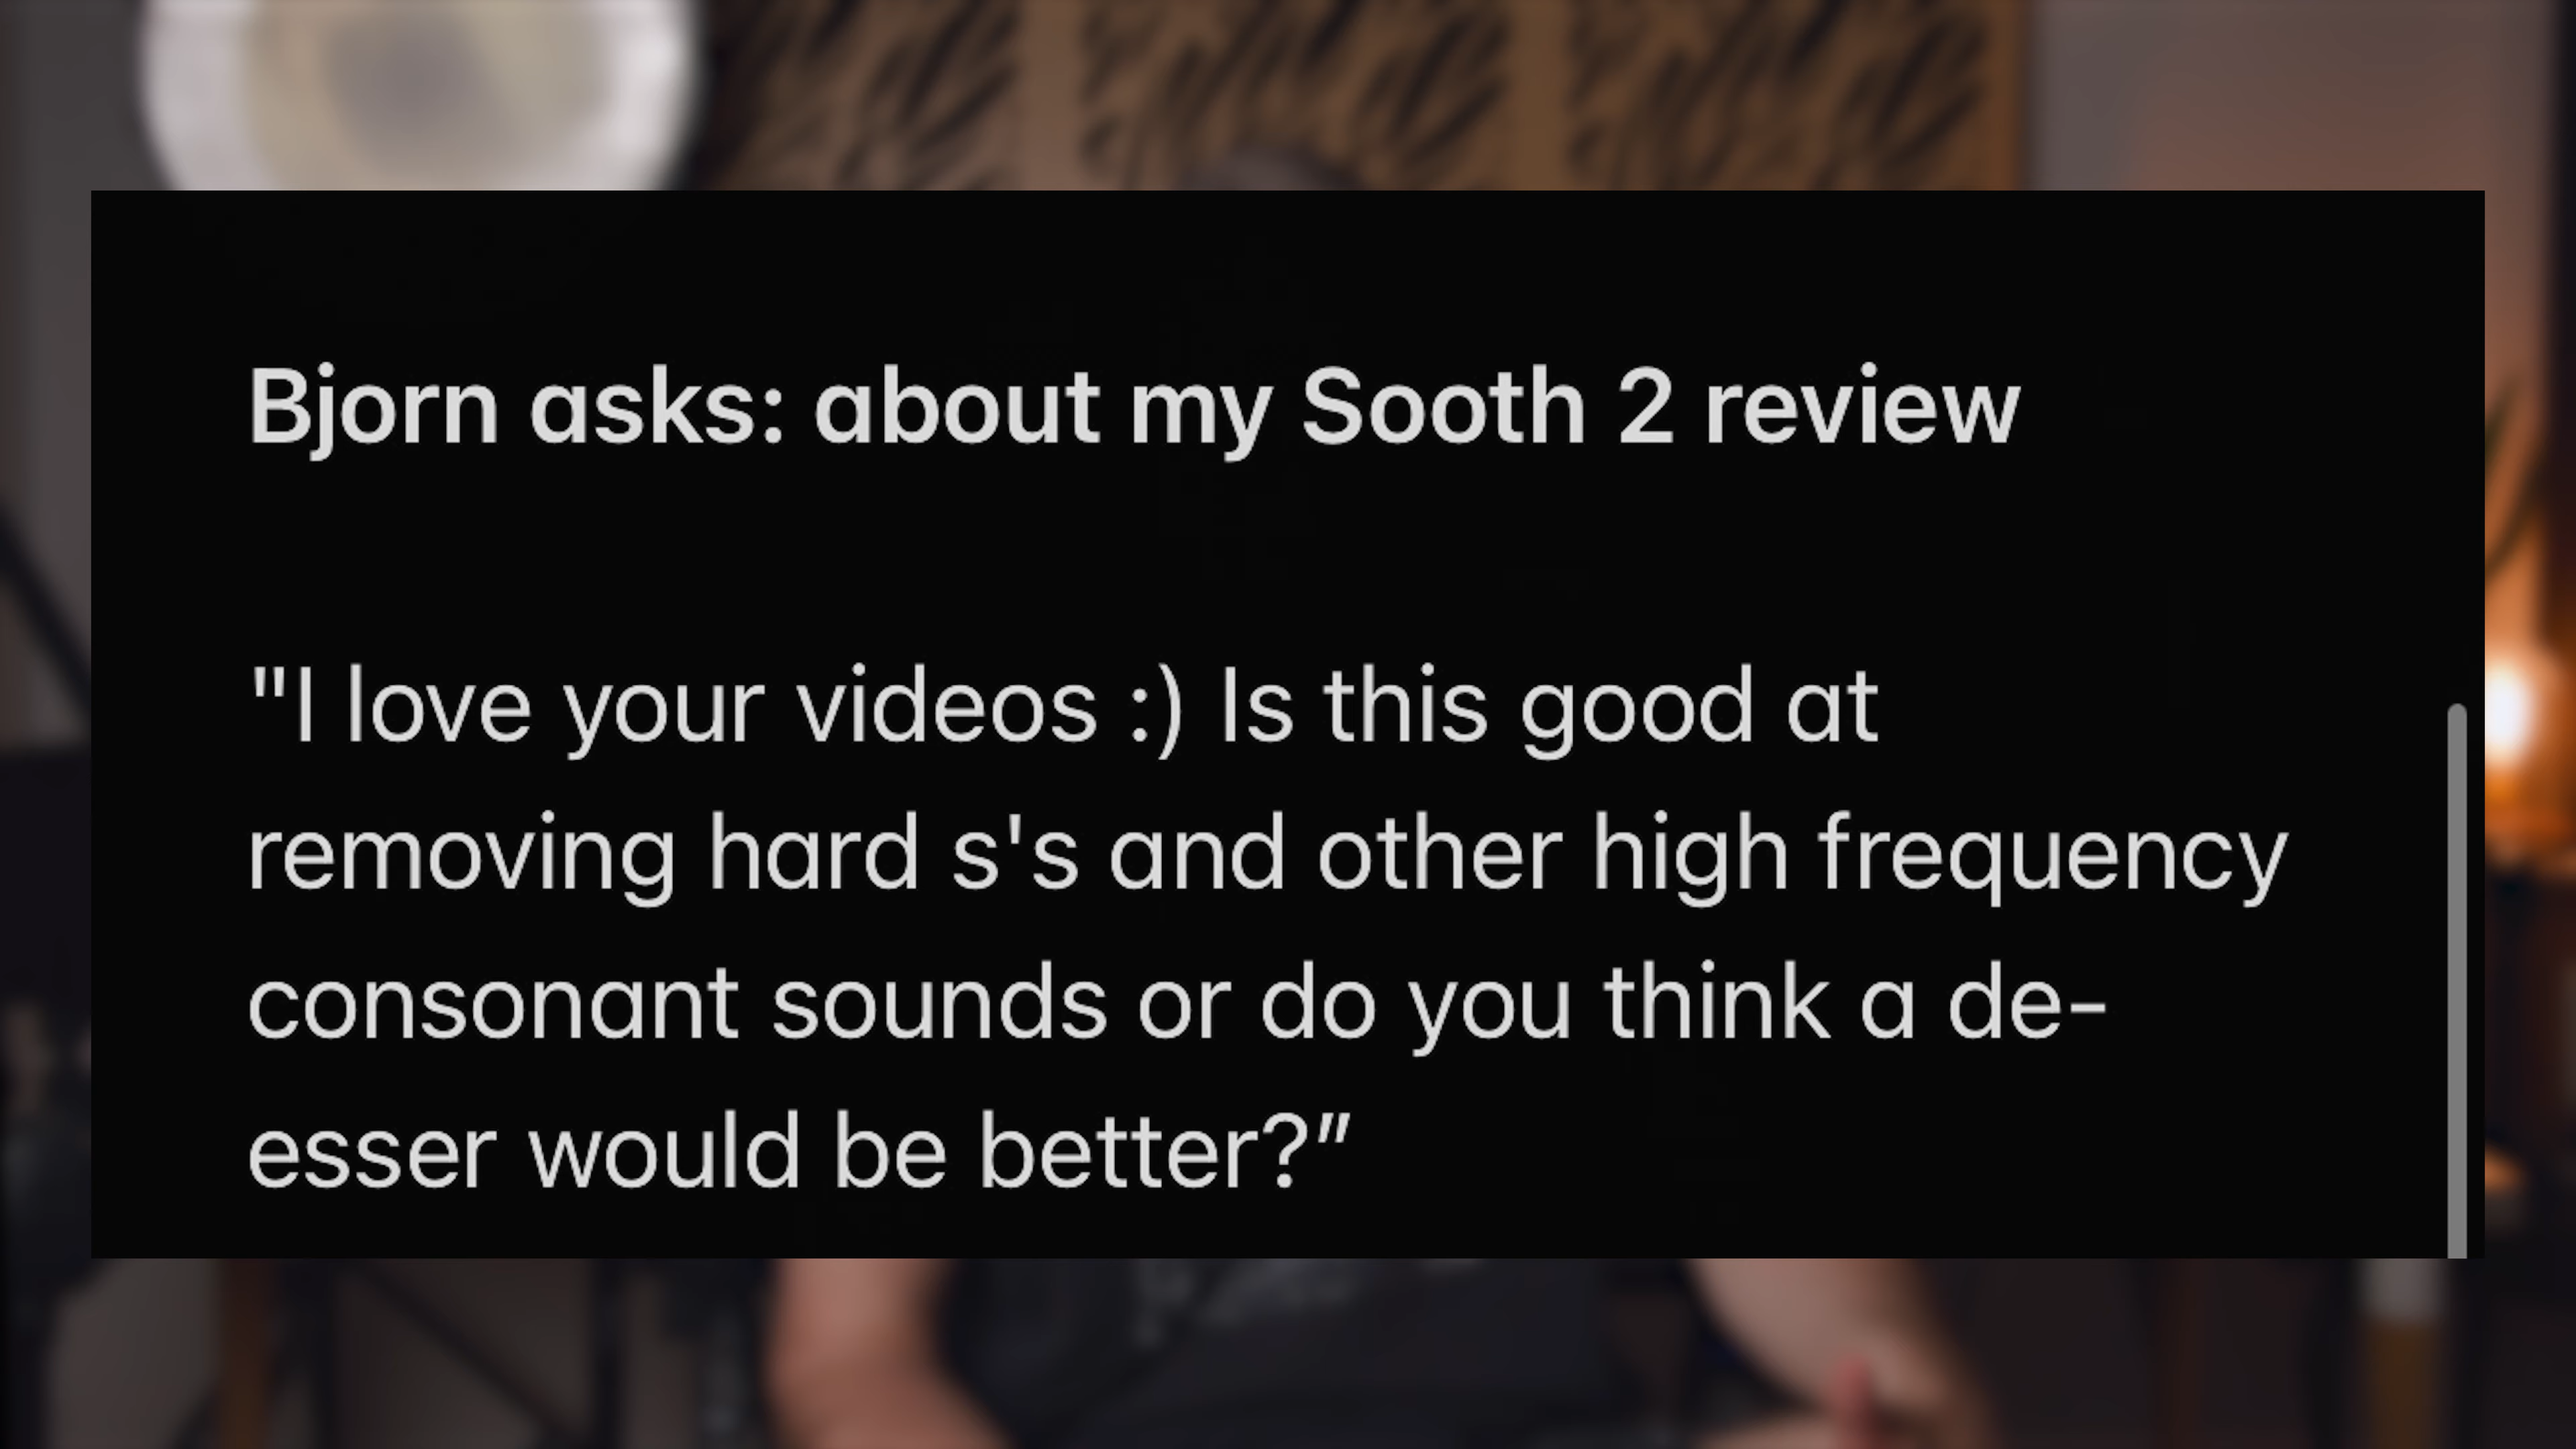 Bjorn asks: about my Sooth 2 review
"I love your videos :) Is this good at
removing hard s's and other high frequency
consonant sounds or do you think a de-
esser would be better?”